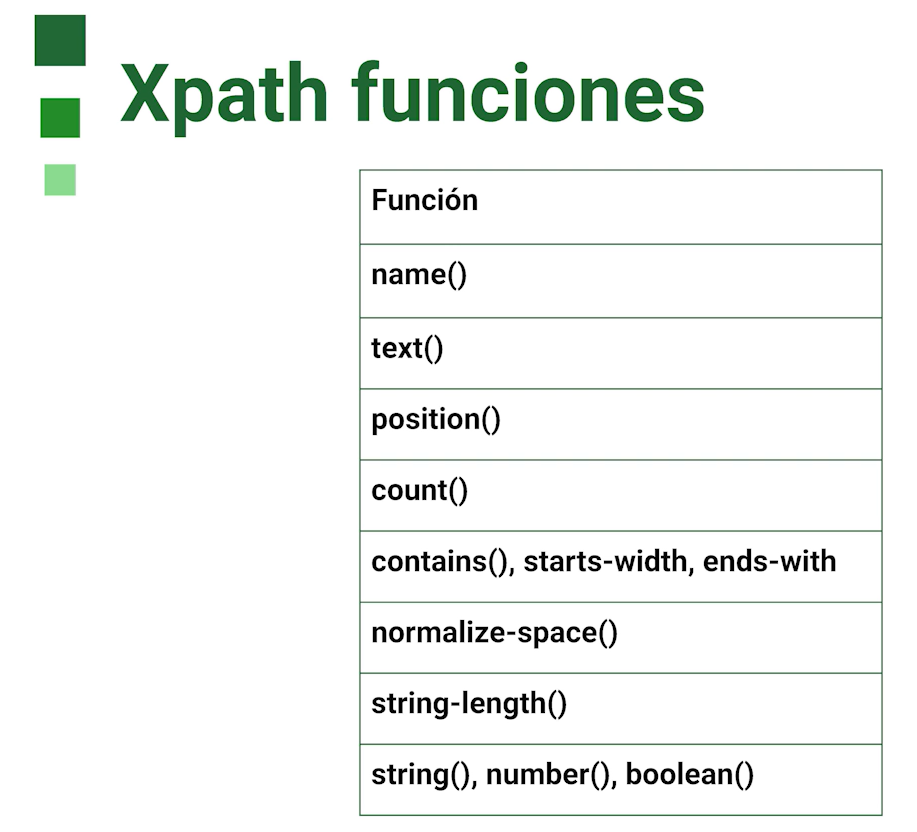 Xpath funciones
Función
name()
text()
position()
count()
contains(), starts-width, ends-with
normalize-space()
string-length()
string(), number(), boolean()